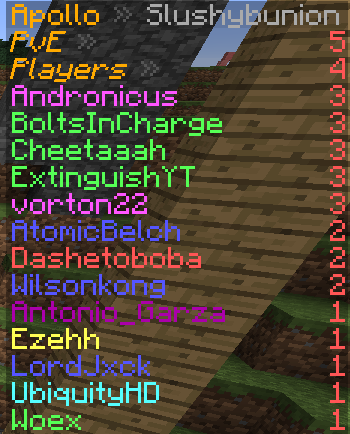 Apollo » Slushybunion
PvE » 5
Players » 4
Andronicus 3
BoltsInCharge 3
Cheetaaah 3
ExtinguishYT 3
vorton22 3
AtomicBelch 2
Dashetoboba 2
Wilsonkong 2
Antonio_Garza 1
Ezehh 1
LordJxck 1
UbiquityHD 1
Woex 1